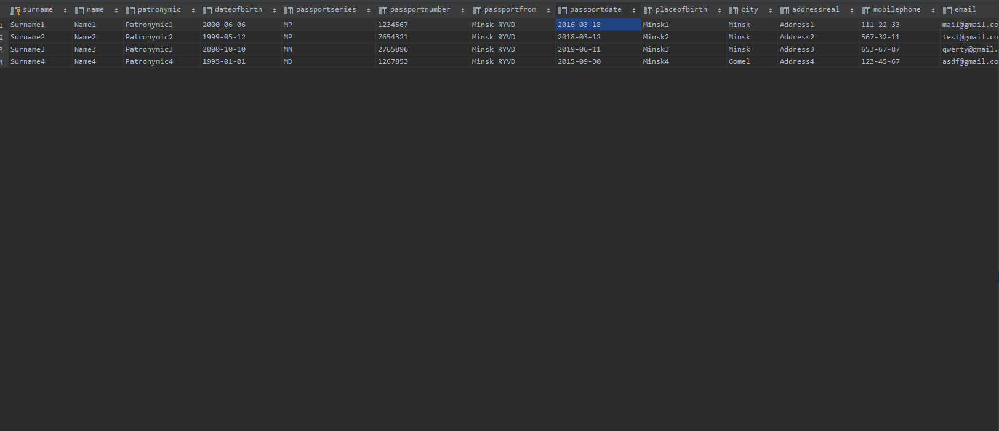 surname name patronymic dateofbirth passportseries passportnumber passportfrom passportdate placeofbirth city addressreal mobilephone email
1 Surname1 Name1 Patronymic1 2000-06-06 MP 1234567 Minsk RYVD 2016-03-18 Minsk1 Minsk Address1 111-22-33 mail@gmail.co
2 Surname2 Name2 Patronymic2 1999-05-12 MP 7654321 Minsk RYVD 2018-03-12 Minsk2 Minsk Address2 567-32-11 test@gmail.co
3 Surname3 Name3 Patronymic3 2000-10-10 MN 2765896 Minsk RYVD 2019-06-11 Minsk3 Minsk Address3 653-67-87 qwerty@gmail.
4 Surname4 Name4 Patronymic4 1995-01-01 MD 1267853 Minsk RYVD 2015-09-30 Minsk4 Gomel Address4 123-45-67 asdf@gmail.co